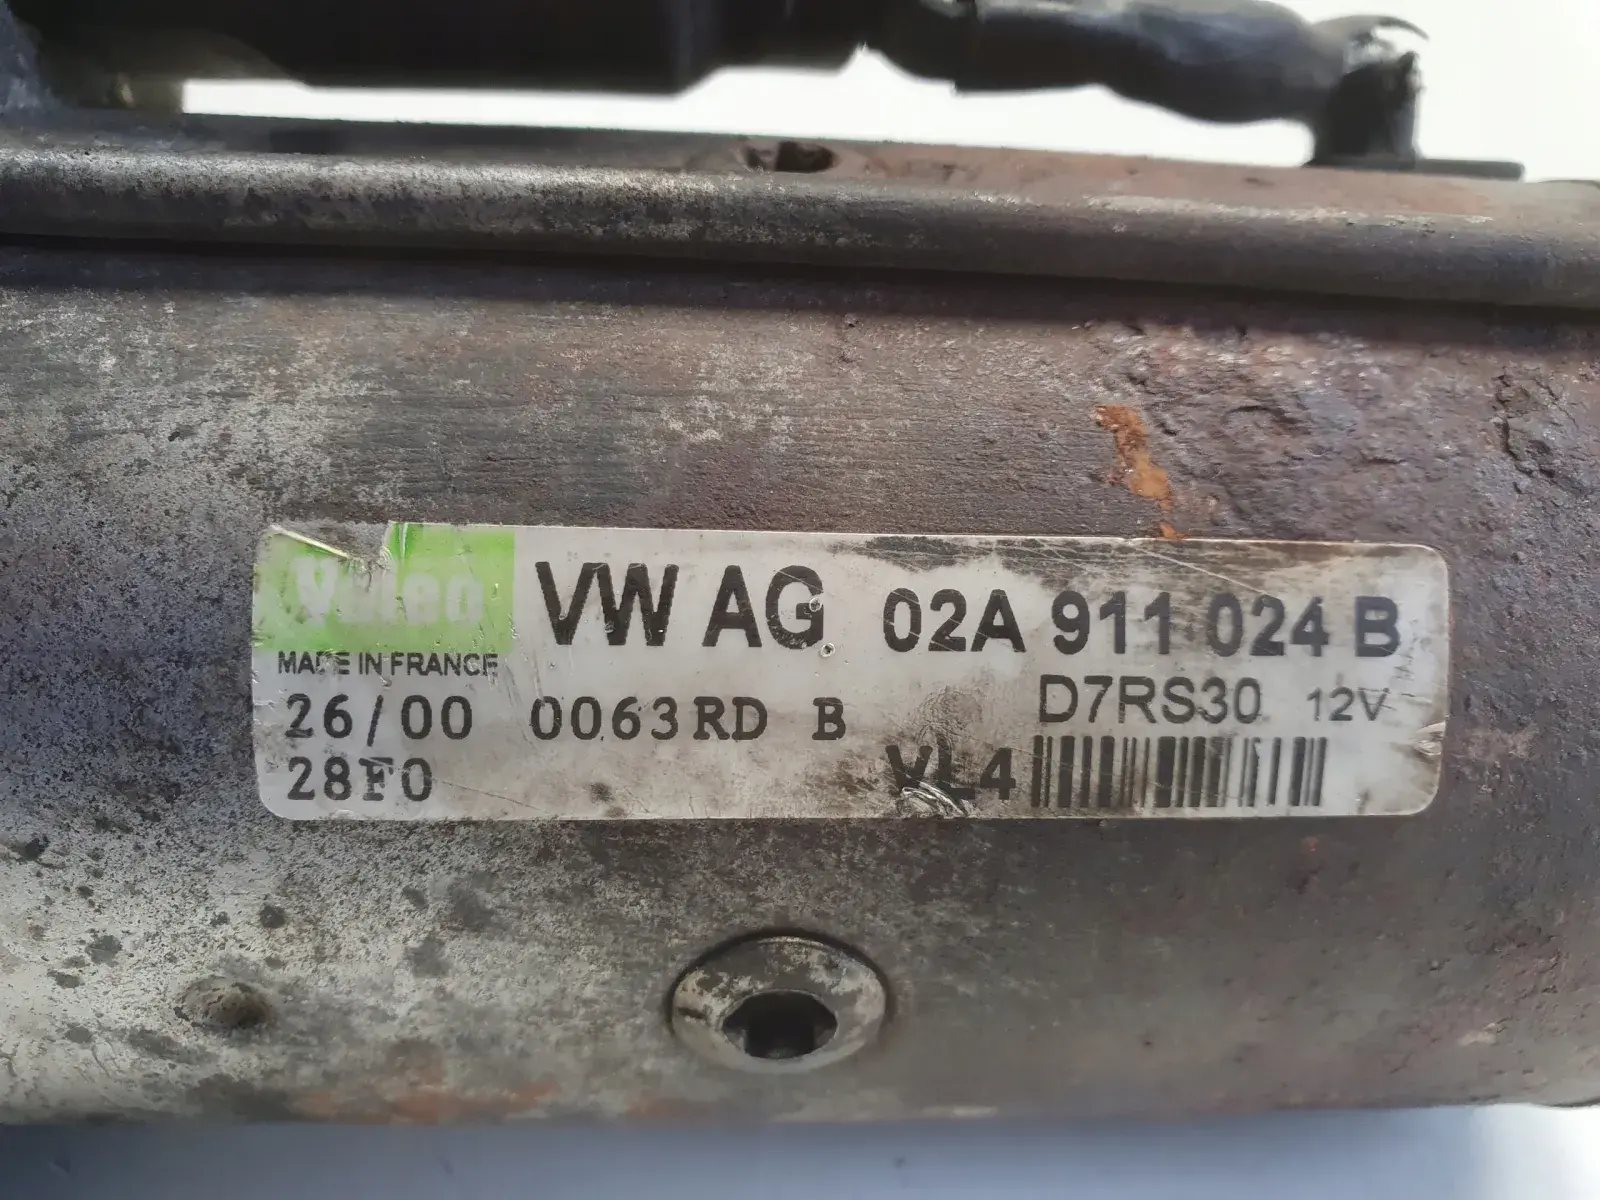 Valeo VW AG 02A 911 024 B
MADE IN FRANCE
26/00 0063RD B D7RS30 12V
28F0 VL4